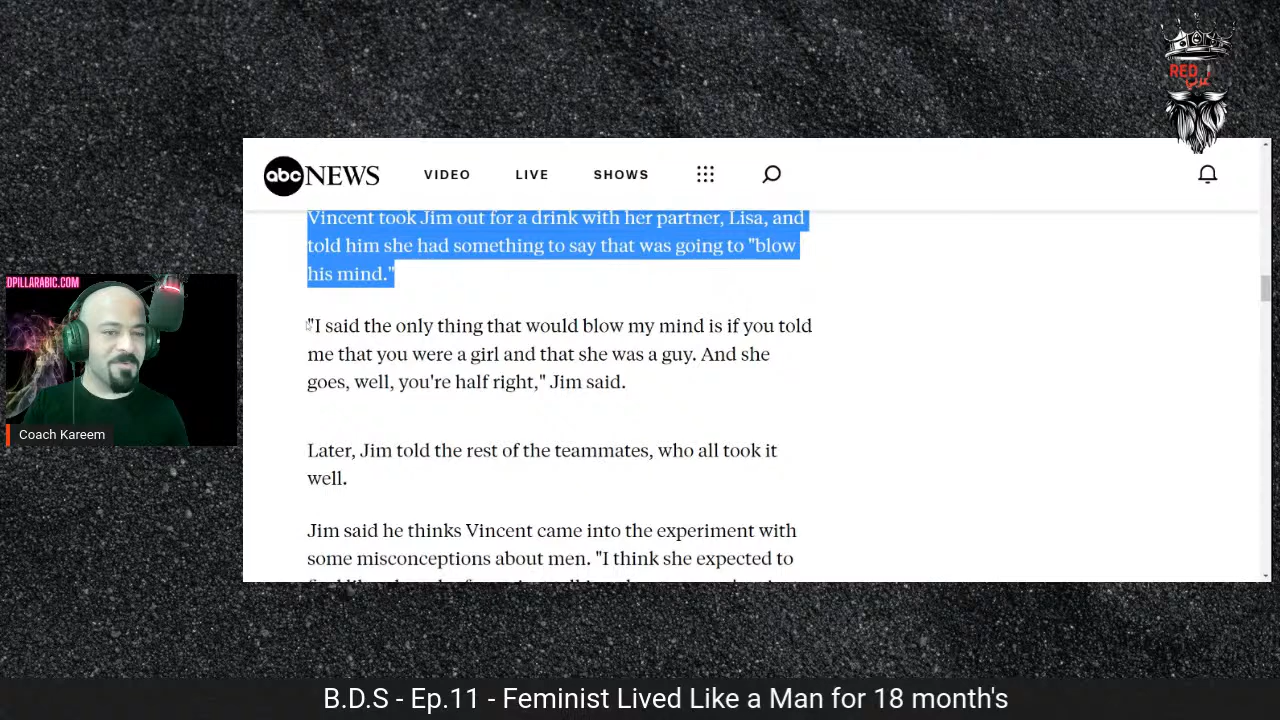 RED
abc NEWS
VIDEO
LIVE
SHOWS
Vincent took Jim out for a drink with her partner, Lisa, and
told him she had something to say that was going to "blow
his mind."
"I said the only thing that would blow my mind is if you told
me that you were a girl and that she was a guy. And she
goes, well, you're half right," Jim said.
Later, Jim told the rest of the teammates, who all took it
well.
Jim said he thinks Vincent came into the experiment with
some misconceptions about men. "I think she expected to
DPILLARABIC.COM
Coach Kareem
B.D.S - Ep.11 - Feminist Lived Like a Man for 18 month's